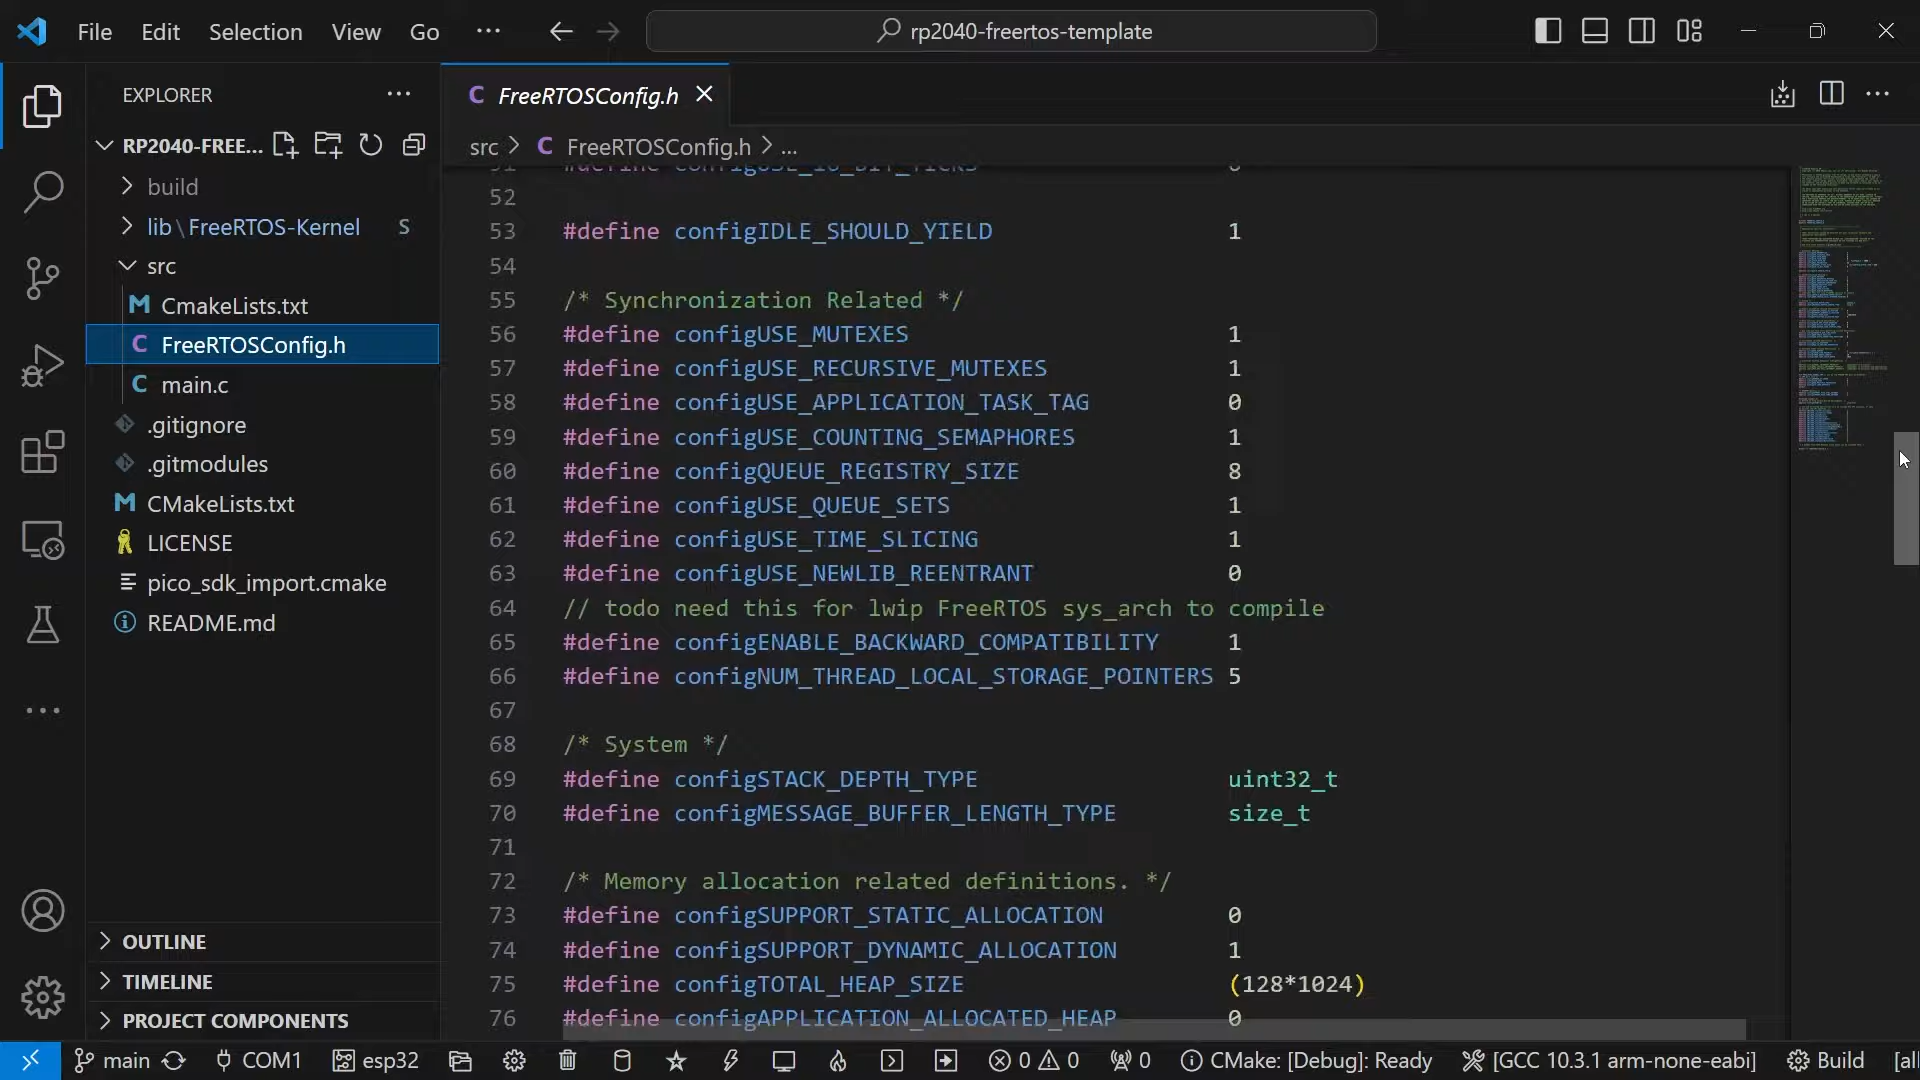 File Edit Selection View Go ··· rp2040-freertos-template
EXPLORER ···
RP2040-FREE...
build
lib\FreeRTOS-Kernel S
src
M CmakeLists.txt
C FreeRTOSConfig.h
C main.c
.gitignore
.gitmodules
M CMakeLists.txt
LICENSE
pico_sdk_import.cmake
README.md
OUTLINE
TIMELINE
PROJECT COMPONENTS
C FreeRTOSConfig.h
src > C FreeRTOSConfig.h > ...
51 #define configUSE_16_BIT_TICKS 0
52
53 #define configIDLE_SHOULD_YIELD 1
54
55 /* Synchronization Related */
56 #define configUSE_MUTEXES 1
57 #define configUSE_RECURSIVE_MUTEXES 1
58 #define configUSE_APPLICATION_TASK_TAG 0
59 #define configUSE_COUNTING_SEMAPHORES 1
60 #define configQUEUE_REGISTRY_SIZE 8
61 #define configUSE_QUEUE_SETS 1
62 #define configUSE_TIME_SLICING 1
63 #define configUSE_NEWLIB_REENTRANT 0
64 // todo need this for lwip FreeRTOS sys_arch to compile
65 #define configENABLE_BACKWARD_COMPATIBILITY 1
66 #define configNUM_THREAD_LOCAL_STORAGE_POINTERS 5
67
68 /* System */
69 #define configSTACK_DEPTH_TYPE uint32_t
70 #define configMESSAGE_BUFFER_LENGTH_TYPE size_t
71
72 /* Memory allocation related definitions. */
73 #define configSUPPORT_STATIC_ALLOCATION 0
74 #define configSUPPORT_DYNAMIC_ALLOCATION 1
75 #define configTOTAL_HEAP_SIZE (128*1024)
76 #define configAPPLICATION_ALLOCATED_HEAP 0
main COM1 esp32 0 0 0 CMake: [Debug]: Ready [GCC 10.3.1 arm-none-eabi] Build [all